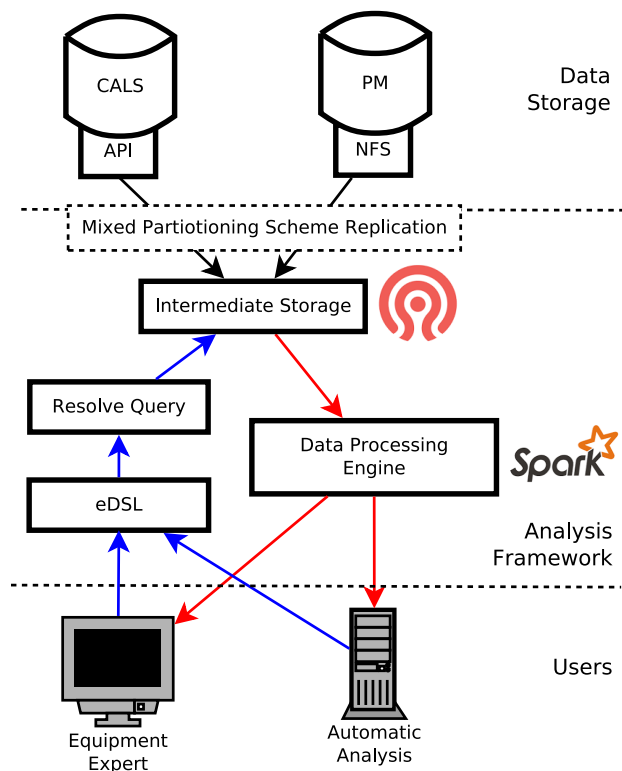 CALS
PM
Data
Storage
API
NFS
Mixed Partiotioning Scheme Replication
Intermediate Storage
Resolve Query
Data Processing
Engine
Spark
eDSL
Analysis
Framework
Users
Equipment
Expert
Automatic
Analysis